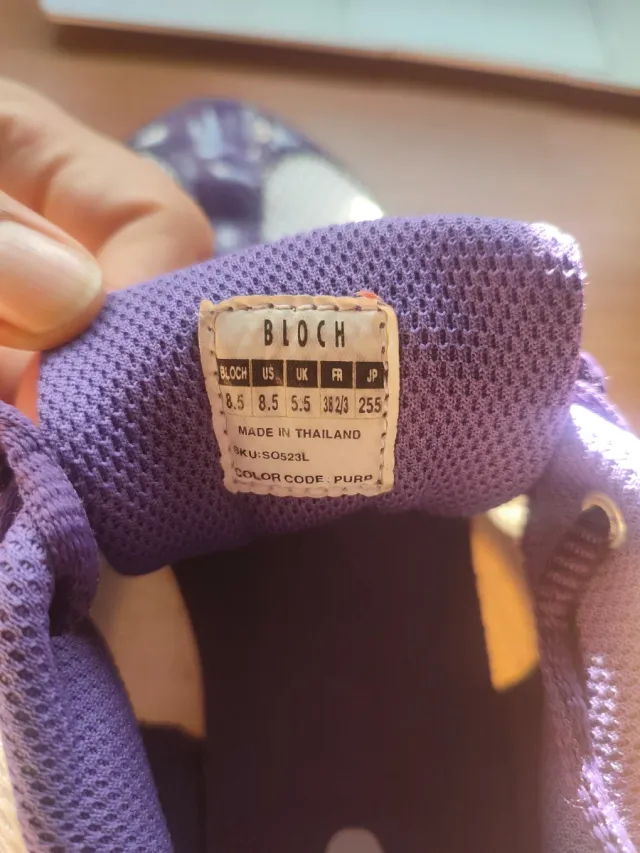 BLOCH
BLOCH US UK FR JP
8.5 8.5 5.5 38 2/3 255
MADE IN THAILAND
SKU:SO523L
COLOR CODE: PURP